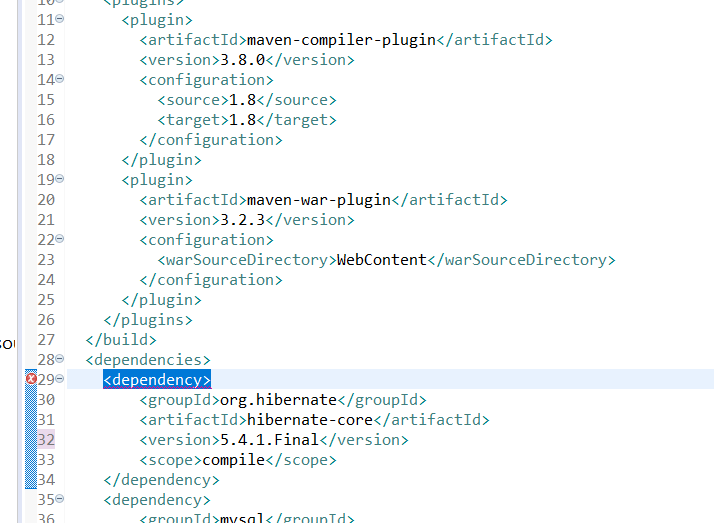 10 <plugins>
11 <plugin>
12 <artifactId>maven-compiler-plugin</artifactId>
13 <version>3.8.0</version>
14 <configuration>
15 <source>1.8</source>
16 <target>1.8</target>
17 </configuration>
18 </plugin>
19 <plugin>
20 <artifactId>maven-war-plugin</artifactId>
21 <version>3.2.3</version>
22 <configuration>
23 <warSourceDirectory>WebContent</warSourceDirectory>
24 </configuration>
25 </plugin>
26 </plugins>
27 </build>
28 <dependencies>
29 <dependency>
30 <groupId>org.hibernate</groupId>
31 <artifactId>hibernate-core</artifactId>
32 <version>5.4.1.Final</version>
33 <scope>compile</scope>
34 </dependency>
35 <dependency>
36 <groupId>mysql</groupId>